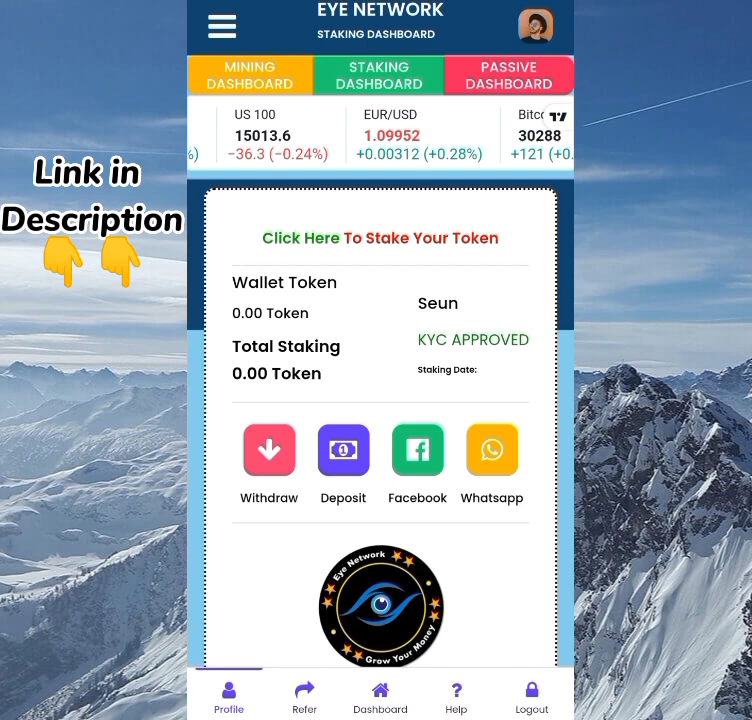 EYE NETWORK
STAKING DASHBOARD
MINING
DASHBOARD
STAKING
DASHBOARD
PASSIVE
DASHBOARD
US 100
15013.6
−36.3 (−0.24%)
EUR/USD
1.09952
+0.00312 (+0.28%)
30288
+121 (+0.
%)
Link in
Description
Click Here To Stake Your Token
Wallet Token
0.00 Token
Total Staking
0.00 Token
Seun
KYC APPROVED
Staking Date:
Withdraw
Deposit
Facebook
Whatsapp
Eye Network
Grow Your Money
Profile
Refer
Dashboard
Help
Logout